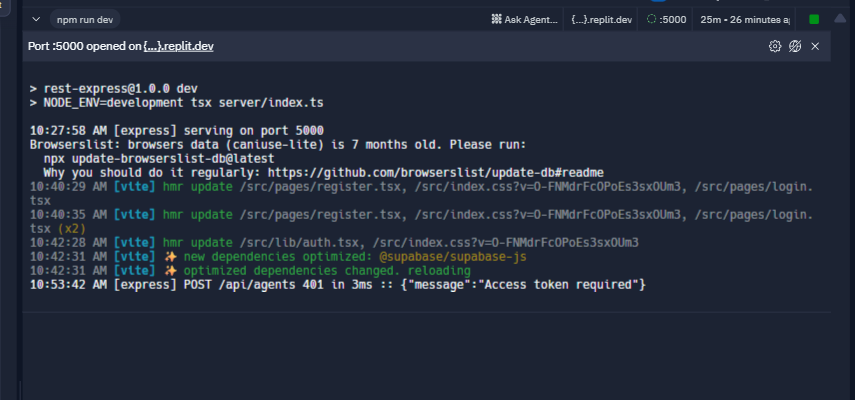 npm run dev
Ask Agent...
{...}.replit.dev
:5000
Port :5000 opened on {...}.replit.dev
> rest-express@1.0.0 dev
> NODE_ENV=development tsx server/index.ts
10:27:58 AM [express] serving on port 5000
Browserslist: browsers data (caniuse-lite) is 7 months old. Please run:
npx update-browserslist-db@latest
Why you should do it regularly: https://github.com/browserslist/update-db#readme
10:40:29 AM [vite] hmr update /src/pages/register.tsx, /src/index.css?v=O-FNMdrFcOPoEs3sxOUm3, /src/pages/login.
tsx
10:40:35 AM [vite] hmr update /src/pages/register.tsx, /src/index.css?v=O-FNMdrFcOPoEs3sxOUm3, /src/pages/login.
tsx (x2)
10:42:28 AM [vite] hmr update /src/lib/auth.tsx, /src/index.css?v=O-FNMdrFcOPoEs3sxOUm3
10:42:31 AM [vite] ✨ new dependencies optimized: @supabase/supabase-js
10:42:31 AM [vite] ✨ optimized dependencies changed. reloading
10:53:42 AM [express] POST /api/agents 401 in 3ms :: {"message":"Access token required"}